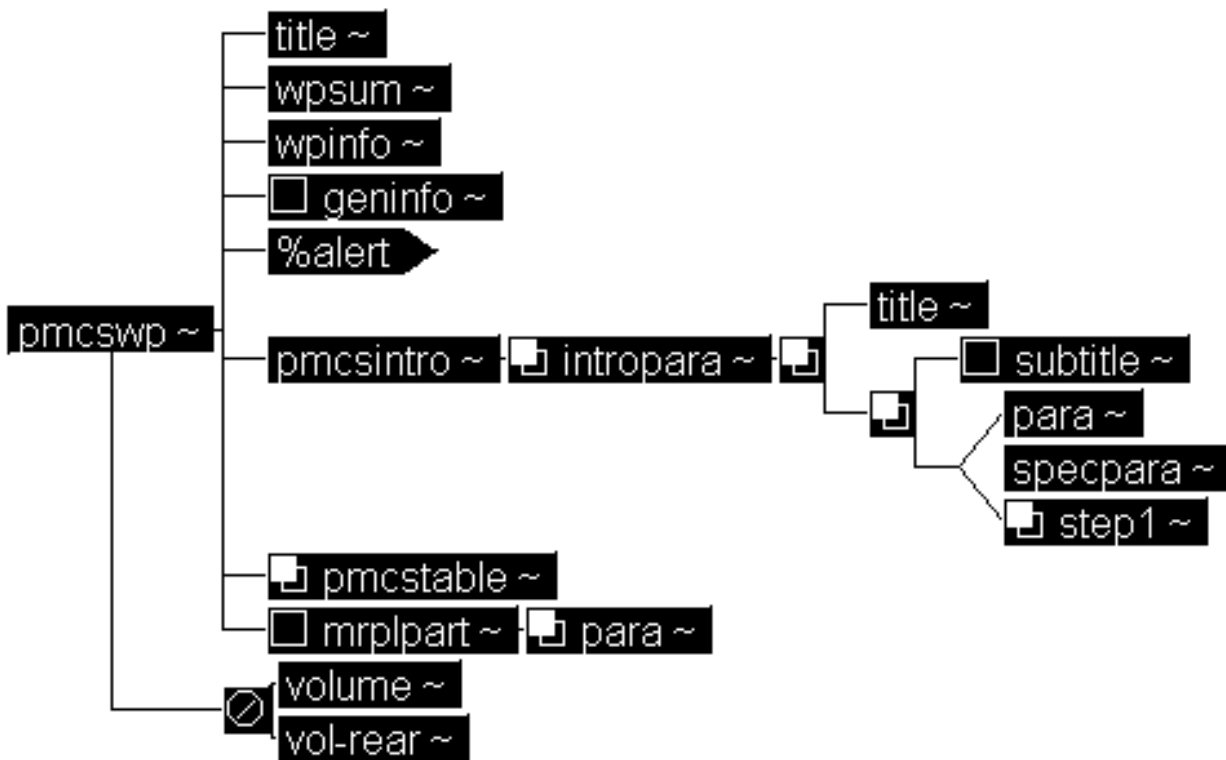 title ~
wpsum ~
wpinfo ~
geninfo ~
%alert
pmcswp ~
title ~
pmcsintro ~ intropara ~
subtitle ~
para ~
specpara ~
step1 ~
pmcstable ~
mrplpart ~ para ~
volume ~
vol-rear ~